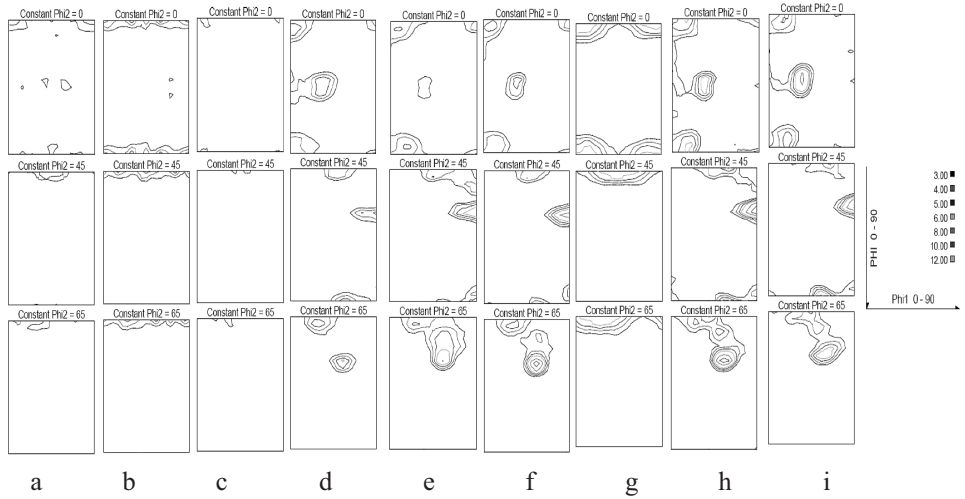 Constant Phi2 = 0 Constant Phi2 = 0 Constant Phi2 = 0 Constant Phi2 = 0 Constant Phi2 = 0 Constant Phi2 = 0 Constant Phi2 = 0 Constant Phi2 = 0 Constant Phi2 = 0
Constant Phi2 = 45 Constant Phi2 = 45 Constant Phi2 = 45 Constant Phi2 = 45 Constant Phi2 = 45 Constant Phi2 = 45 Constant Phi2 = 45 Constant Phi2 = 45 Constant Phi2 = 45
3.00
4.00
5.00
6.00
8.00
10.00
12.00
PHI 0 - 90
Phi1 0 - 90
Constant Phi2 = 65 Constant Phi2 = 65 Constant Phi2 = 65 Constant Phi2 = 65 Constant Phi2 = 65 Constant Phi2 = 65 Constant Phi2 = 65 Constant Phi2 = 65 Constant Phi2 = 65
a b c d e f g h i